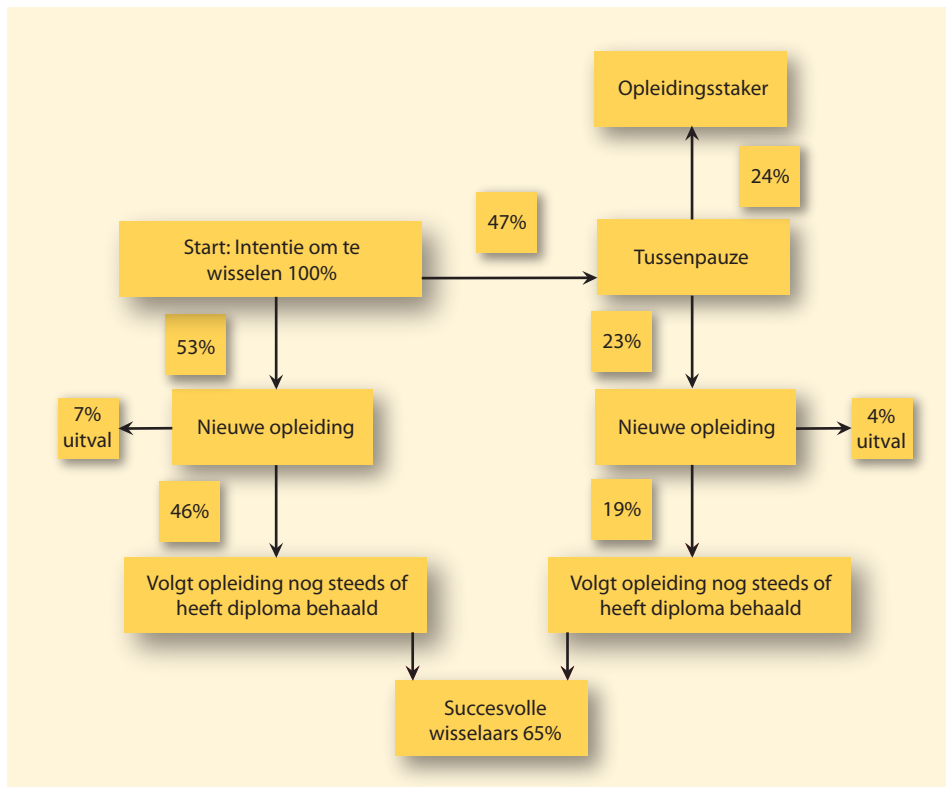 Opleidingsstaker
24%
47%
Start: Intentie om te
wisselen 100%
Tussenpauze
53%
23%
7%
uitval
Nieuwe opleiding
Nieuwe opleiding
4%
uitval
46%
19%
Volgt opleiding nog steeds of
heeft diploma behaald
Volgt opleiding nog steeds of
heeft diploma behaald
Succesvolle
wisselaars 65%